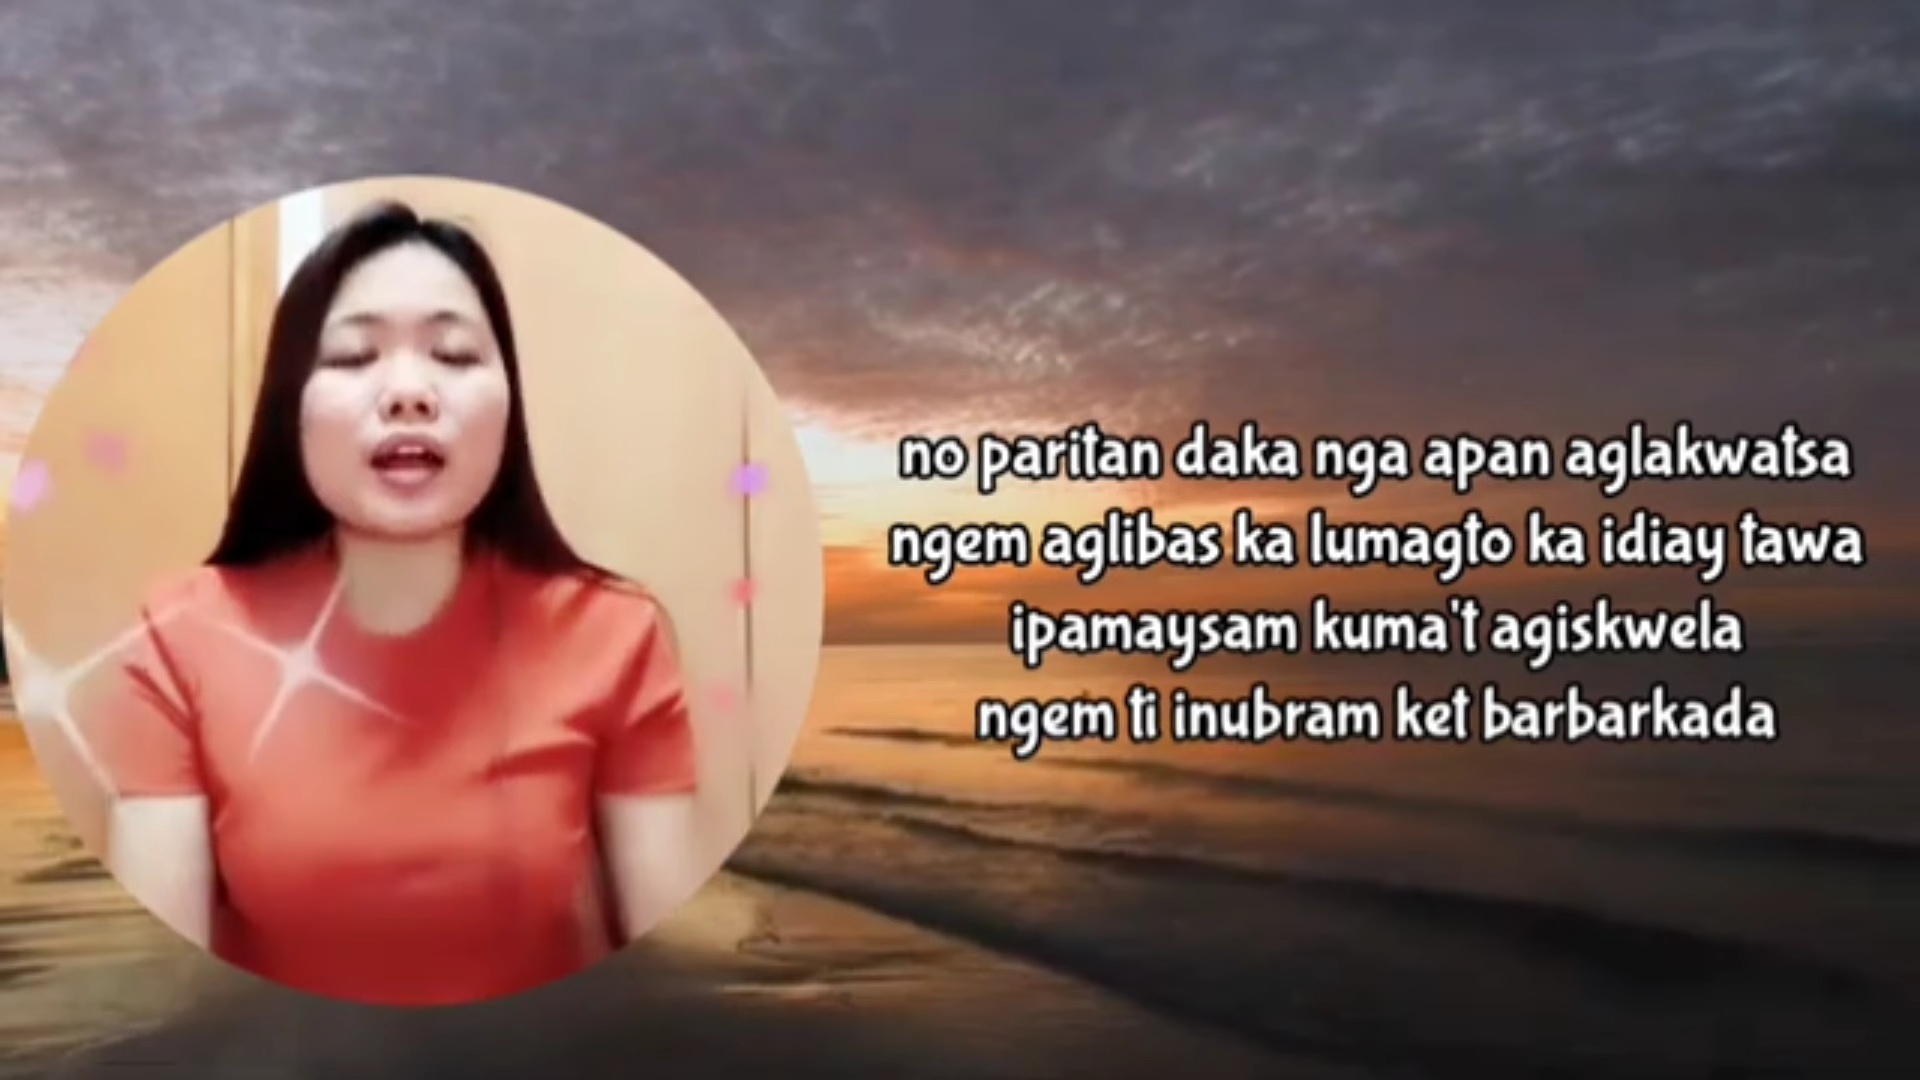 no paritan daka nga apan aglakwatsa
ngem aglibas ka lumagto ka idiay tawa
ipamaysam kuma't agiskwela
ngem ti inubram ket barbarkada